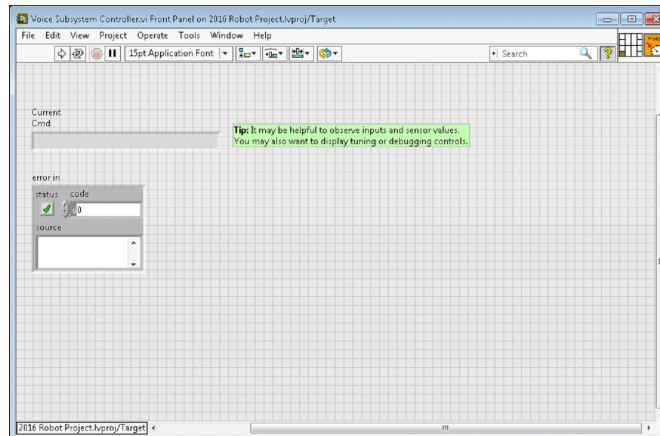 Voice Subsystem Controller.vi Front Panel on 2016 Robot Project.lvproj/Target
File Edit View Project Operate Tools Window Help
15pt Application Font
Search
Current
Cmd
Tip: It may be helpful to observe inputs and sensor values.
You may also want to display tuning or debugging controls.
error in
status code
0
source
2016 Robot Project.lvproj/Target